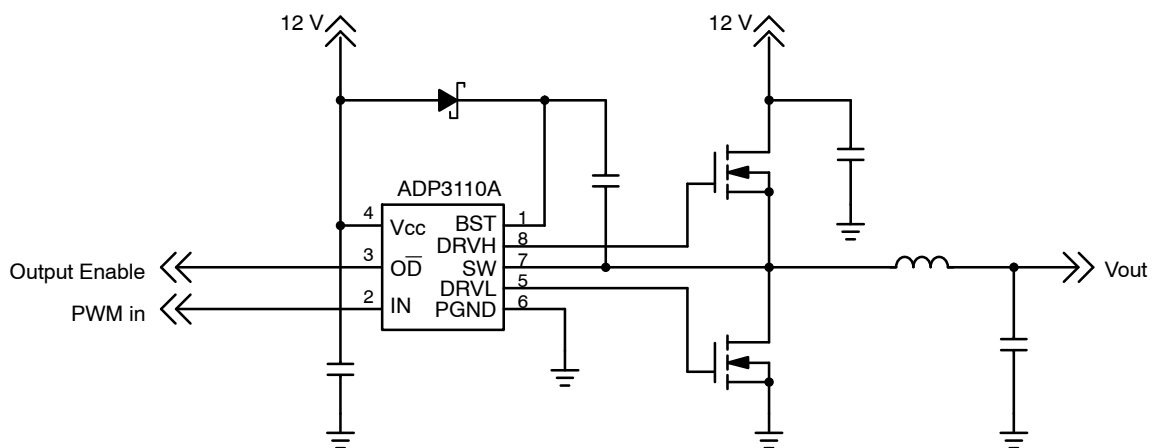 12 V
12 V
ADP3110A
4
Vcc
BST
1
DRVH
8
Output Enable
3
OD̅
SW
7
Vout
DRVL
5
PWM in
2
IN
PGND
6